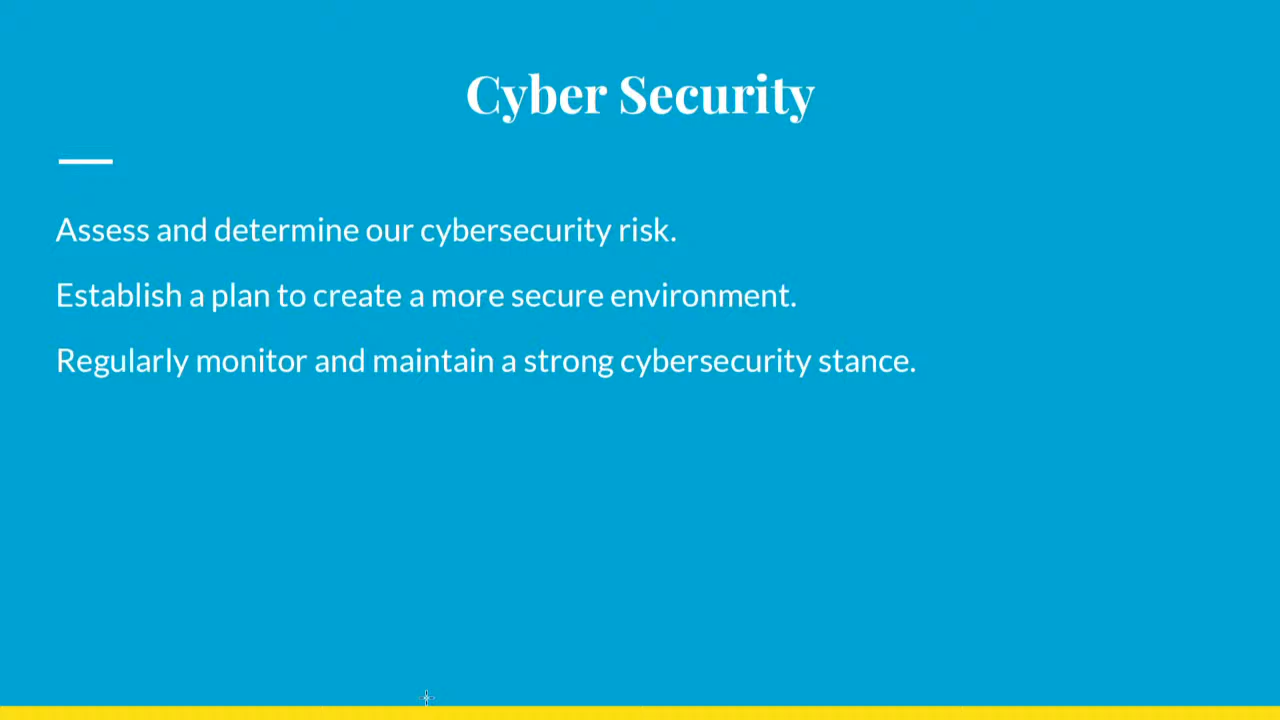 Cyber Security
Assess and determine our cybersecurity risk.
Establish a plan to create a more secure environment.
Regularly monitor and maintain a strong cybersecurity stance.